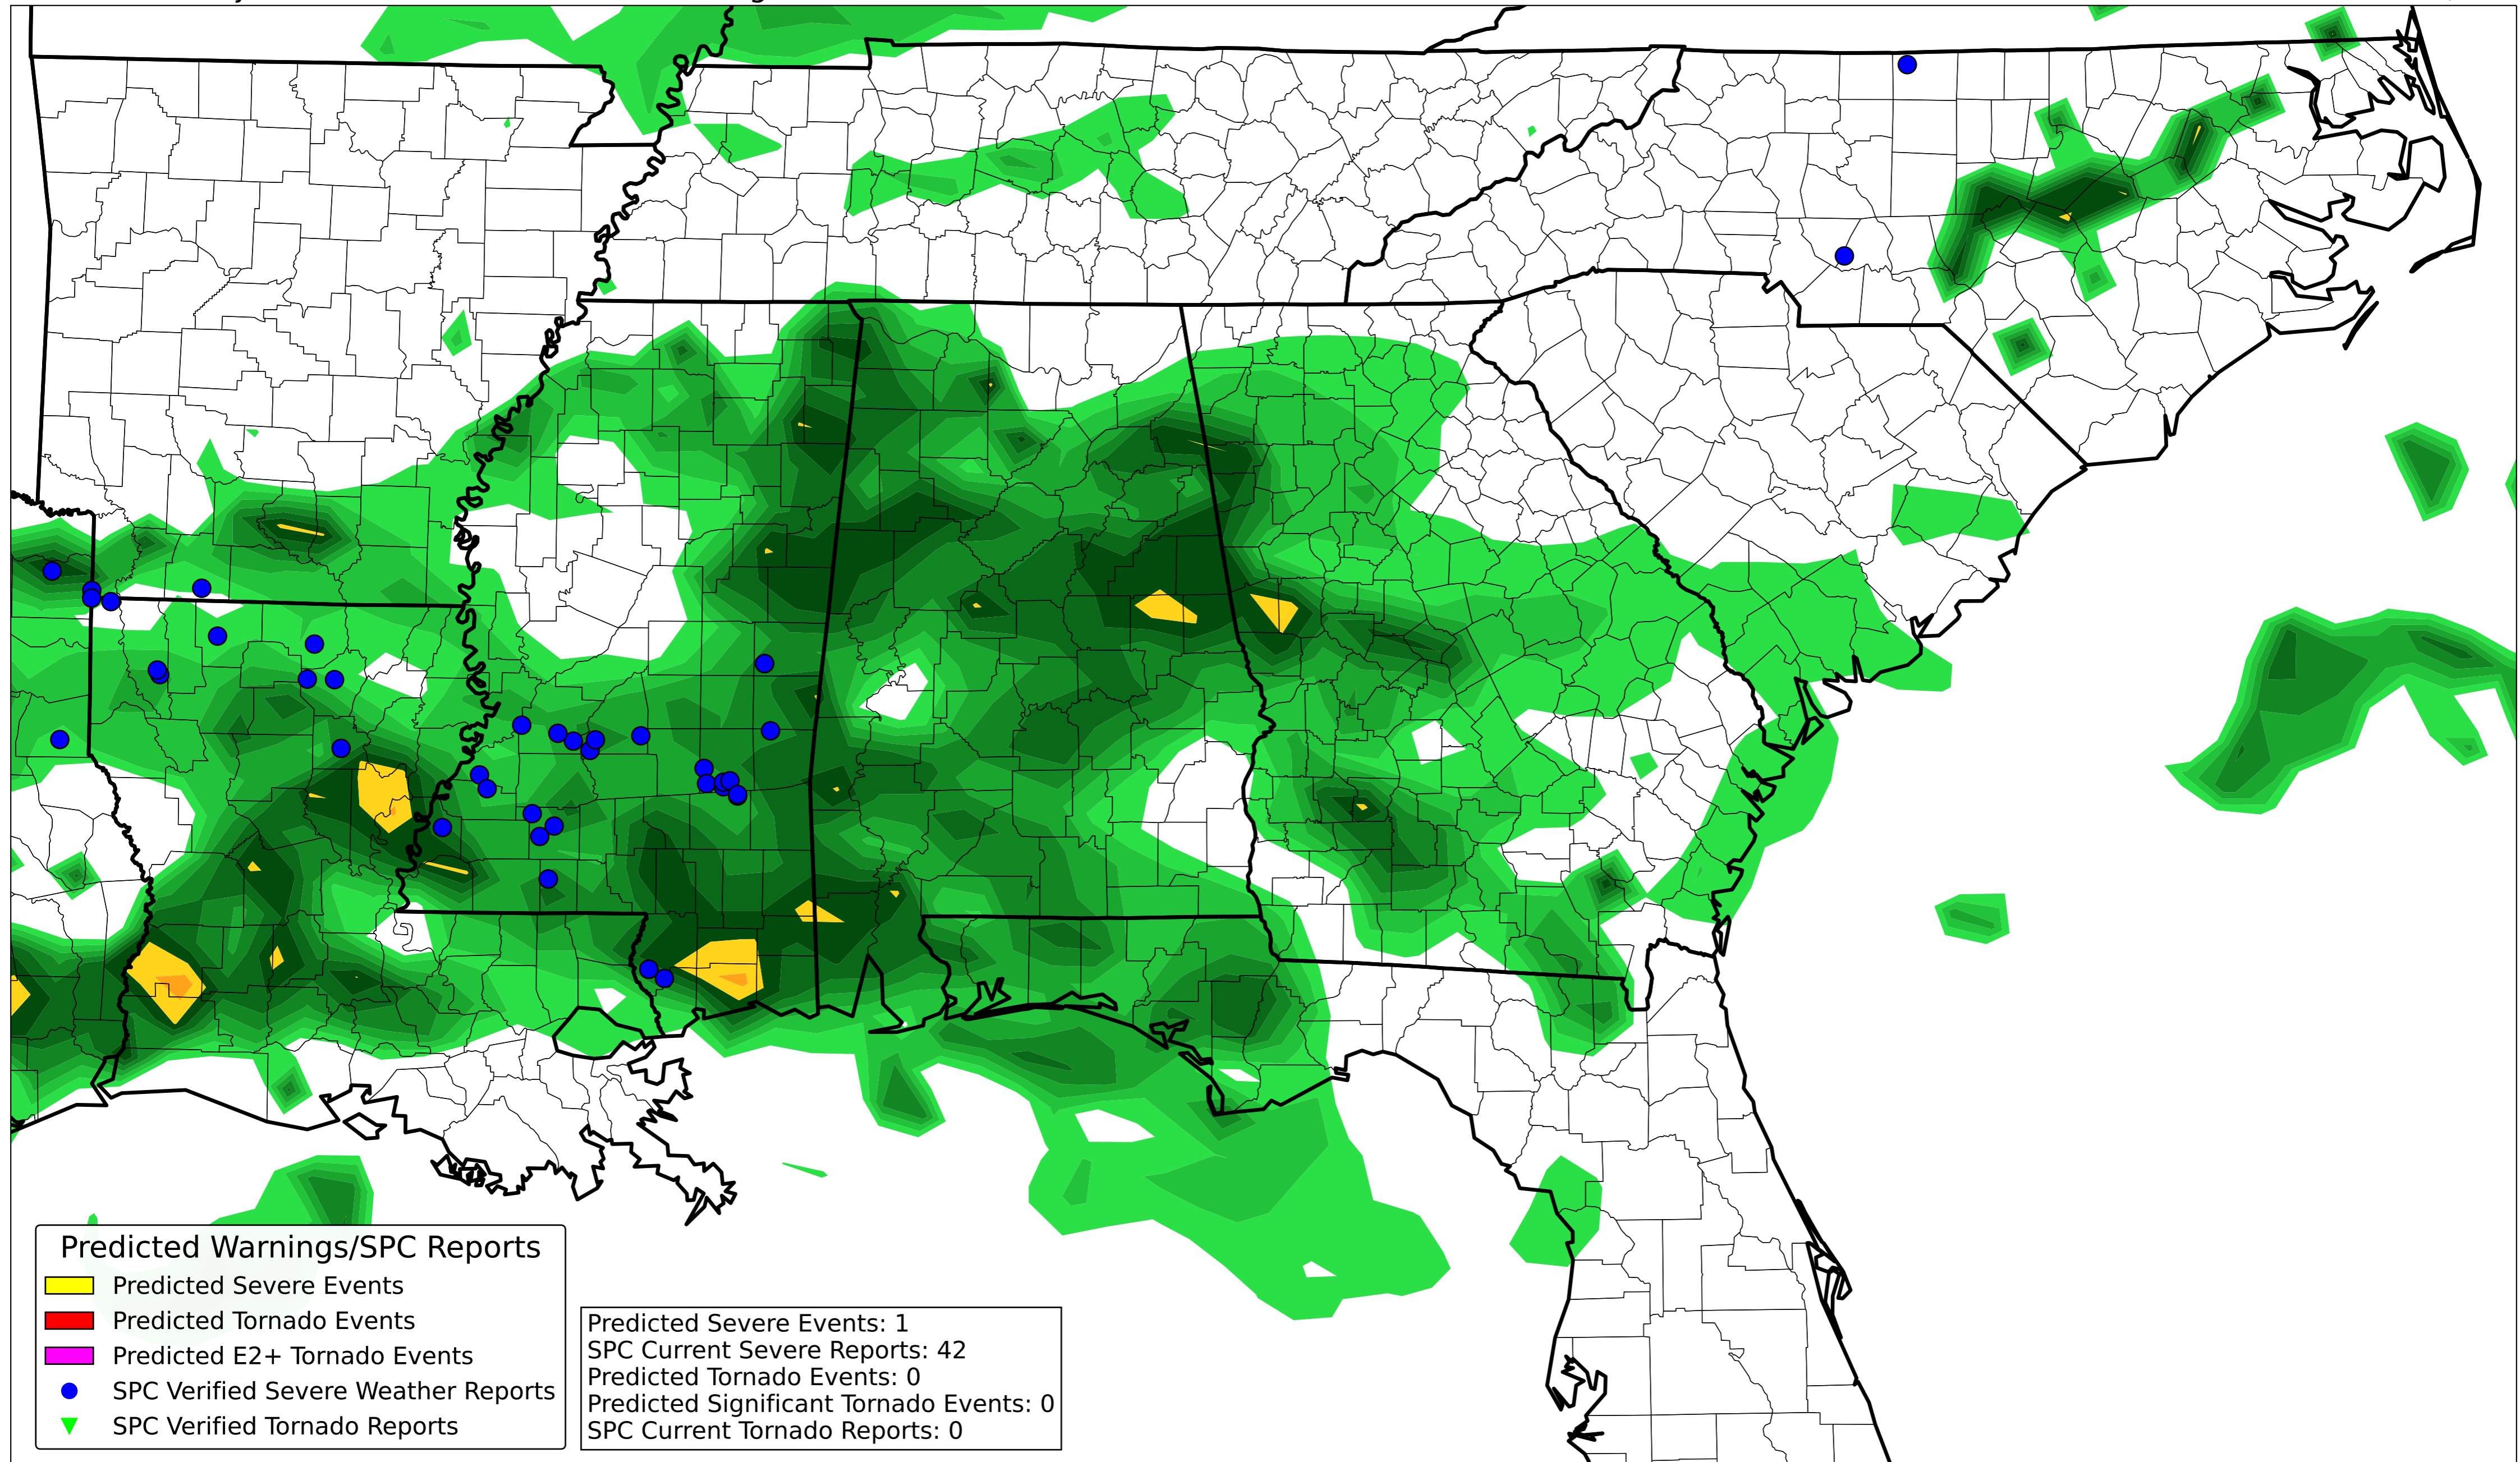 Predicted Warnings/SPC Reports
Predicted Severe Events
Predicted Tornado Events
Predicted E2+ Tornado Events
SPC Verified Severe Weather Reports
SPC Verified Tornado Reports
Predicted Severe Events: 1
SPC Current Severe Reports: 42
Predicted Tornado Events: 0
Predicted Significant Tornado Events: 0
SPC Current Tornado Reports: 0